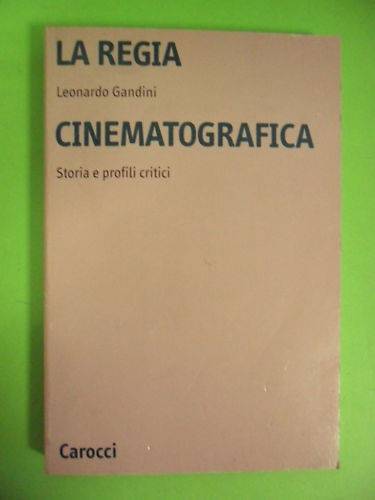 LA REGIA
Leonardo Gandini
CINEMATOGRAFICA
Storia e profili critici
Carocci